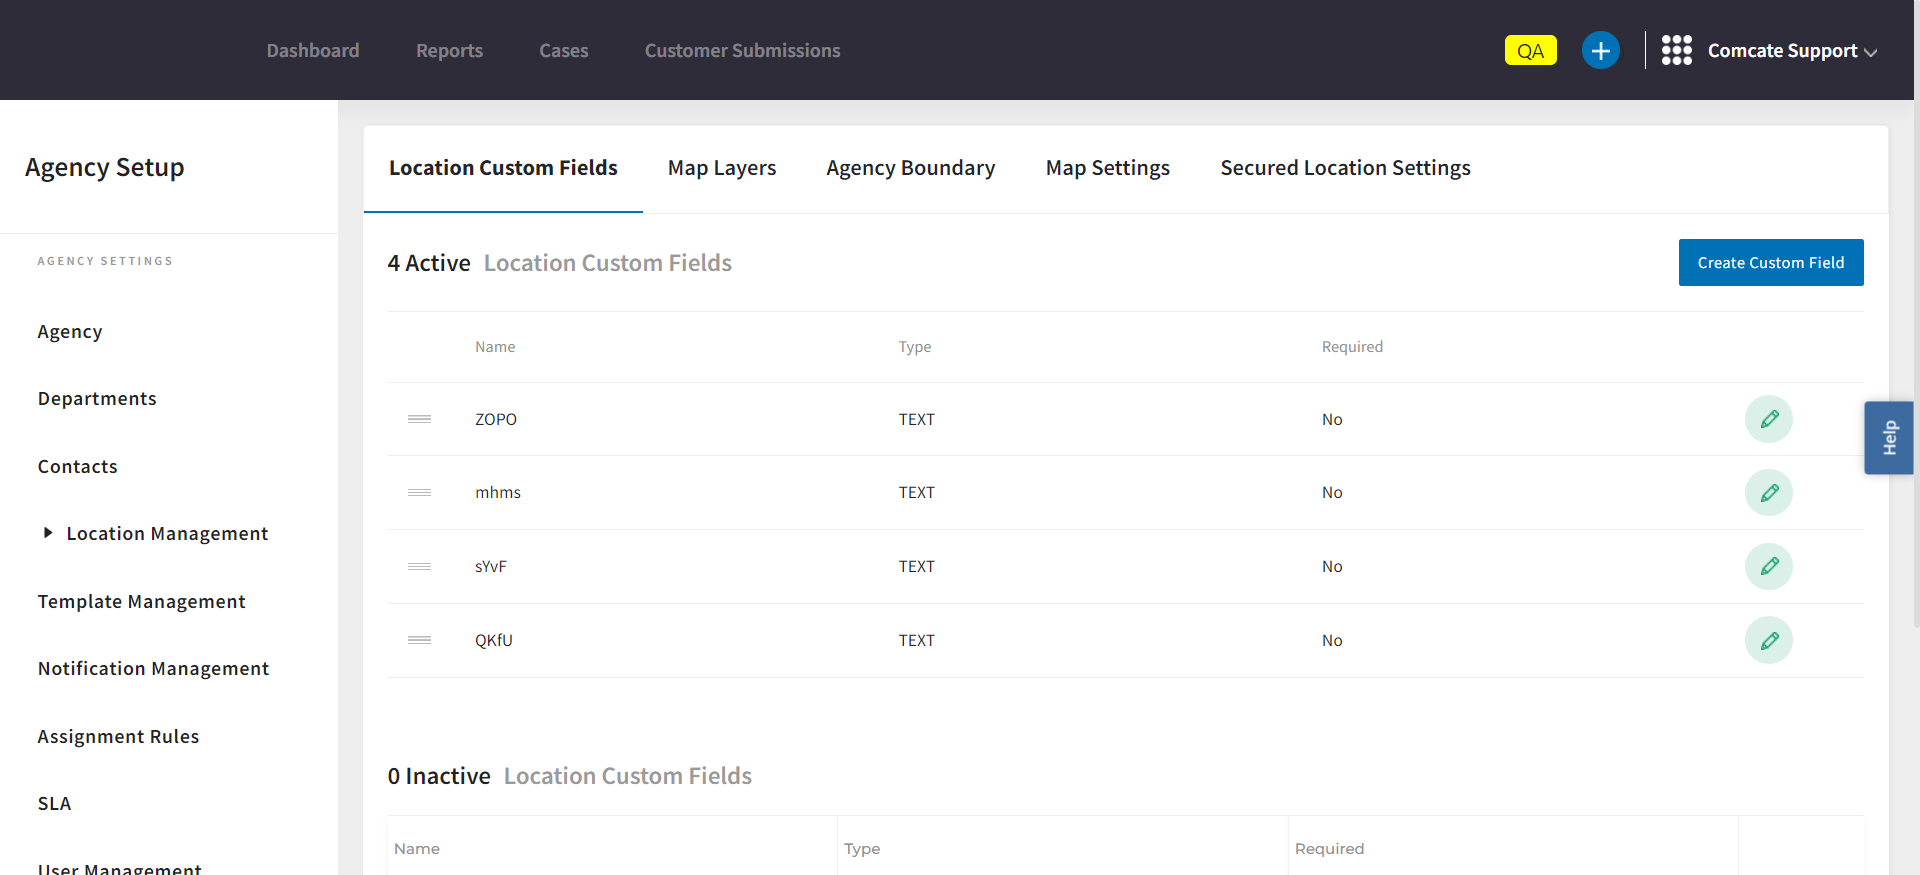 Dashboard Reports Cases Customer Submissions QA Comcate Support
Agency Setup
AGENCY SETTINGS
Agency
Departments
Contacts
Location Management
Template Management
Notification Management
Assignment Rules
SLA
User Management
Location Custom Fields Map Layers Agency Boundary Map Settings Secured Location Settings
4 Active Location Custom Fields Create Custom Field
Name Type Required
ZOPO TEXT No
mhms TEXT No
sYvF TEXT No
QKfU TEXT No
0 Inactive Location Custom Fields
Name Type Required
Help